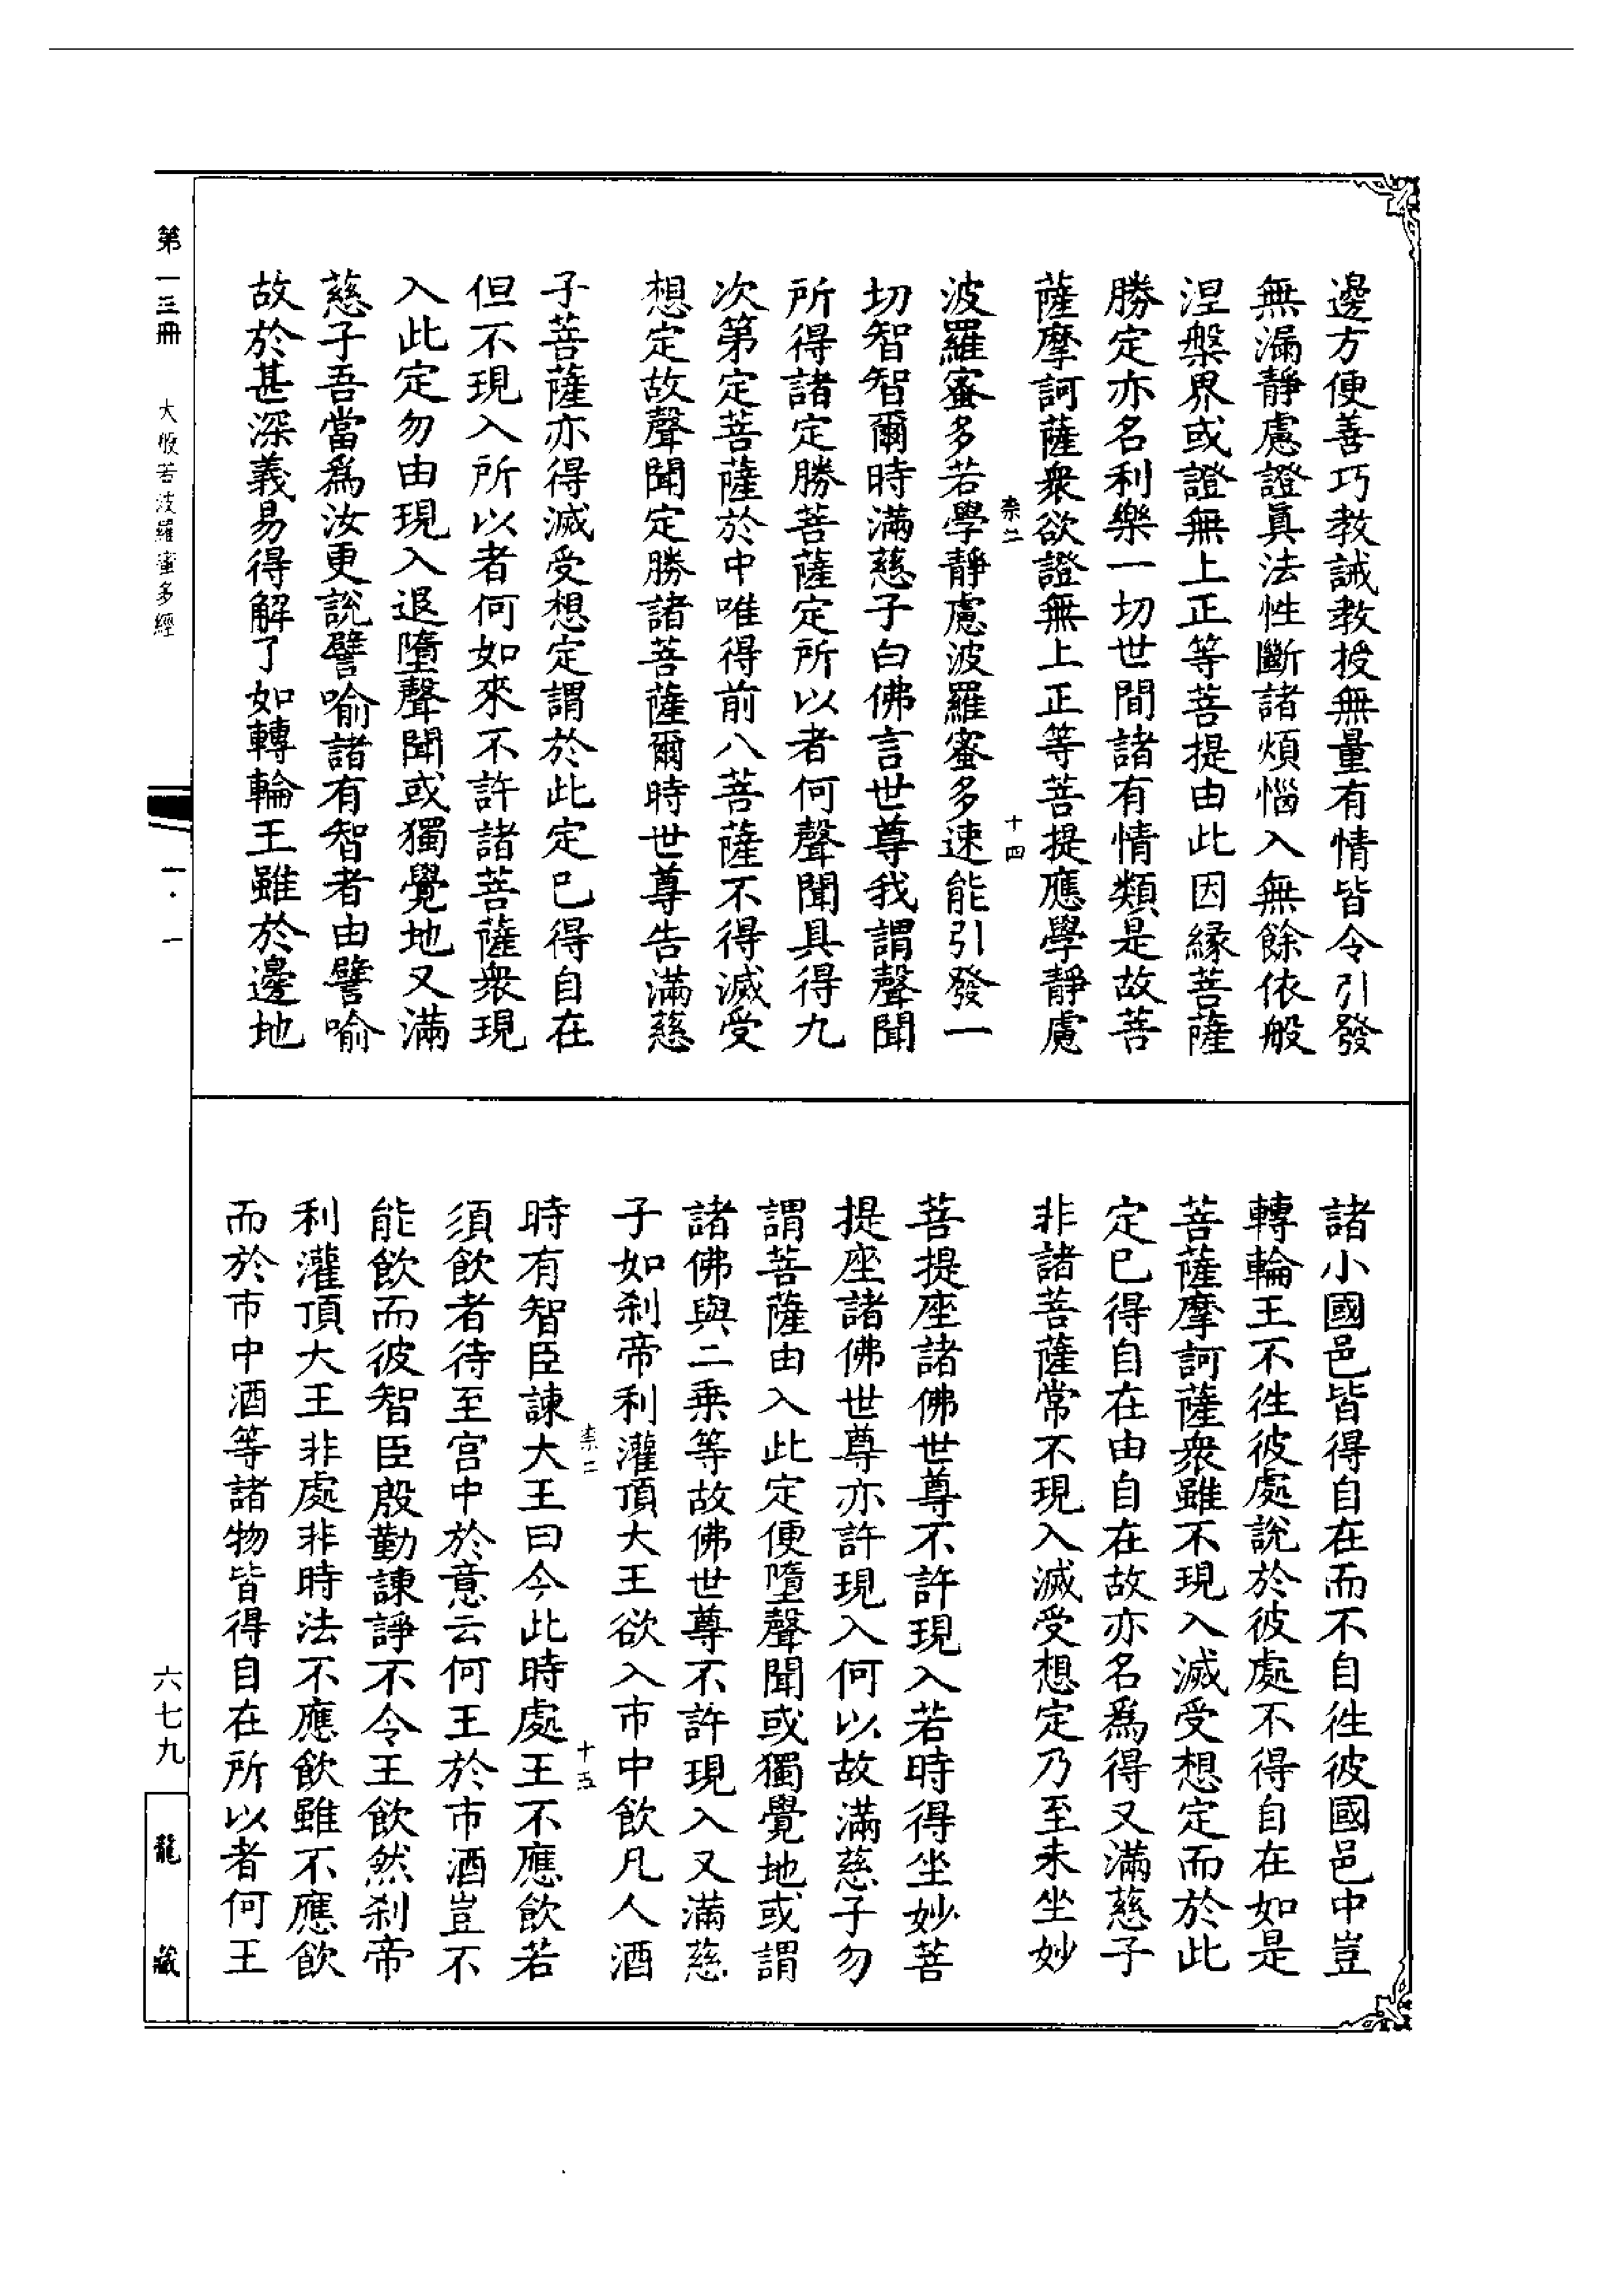 邊方便善巧教誡教授無量有情皆令引發
無漏靜慮證眞法性斷諸煩惱入無餘依般
涅槃界或證無上正等菩提由此因緣菩薩
勝定亦名利樂一切世間諸有情類是故菩
薩摩訶薩衆欲證無上正等菩提應學靜慮
柰二 十四
波羅蜜多若學靜慮波羅蜜多速能引發一
切智智爾時滿慈子白佛言世尊我謂聲聞
所得諸定勝菩薩定所以者何聲聞具得九
次第定菩薩於中唯得前八菩薩不得滅受
想定故聲聞定勝諸菩薩爾時世尊告滿慈
子菩薩亦得滅受想定謂於此定已得自在
但不現入所以者何如來不許諸菩薩衆現
入此定勿由現入退墮聲聞或獨覺地又滿
慈子吾當爲汝更說譬喻諸有智者由譬喻
故於甚深義易得解了如轉輪王雖於邊地
諸小國邑皆得自在而不自徃彼國邑中豈
轉輪王不徃彼處說於彼處不得自在如是
菩薩摩訶薩衆雖不現入滅受想定而於此
定已得自在由自在故亦名爲得又滿慈子
非諸菩薩常不現入滅受想定乃至未坐妙
菩提座諸佛世尊不許現入若時得坐妙菩
提座諸佛世尊亦許現入何以故滿慈子勿
謂菩薩由入此定便墮聲聞或獨覺地或謂
諸佛與二乗等故佛世尊不許現入又滿慈
子如刹帝利灌頂大王欲入市中飲凡人酒
柰二 十五
時有智臣諫大王曰今此時處王不應飲若
須飲者待至宫中於意云何王於市酒豈不
能飲而彼智臣殷勤諫諍不令王飲然刹帝
利灌頂大王非處非時法不應飲雖不應飲
而於市中酒等諸物皆得自在所以者何王
第一三冊 大般若波羅蜜多經 一·一
六七九 龍藏